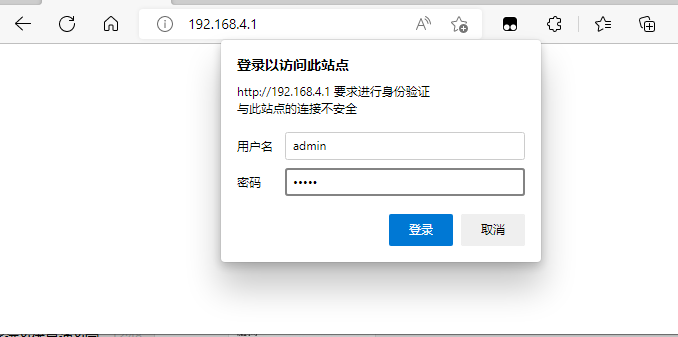 192.168.4.1
登录以访问此站点
http://192.168.4.1 要求进行身份验证
与此站点的连接不安全
用户名 admin
密码 •••••
登录 取消